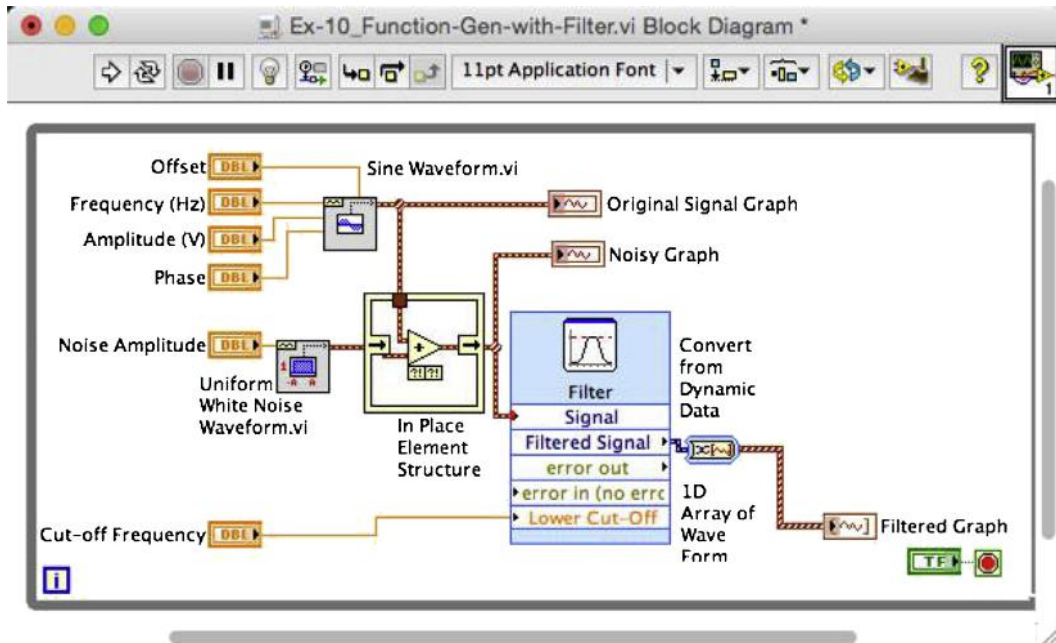 Ex-10_Function-Gen-with-Filter.vi Block Diagram *
11pt Application Font
1
Offset DBL
Sine Waveform.vi
Frequency (Hz) DBL
Original Signal Graph
Amplitude (V) DBL
Noisy Graph
Phase DBL
Noise Amplitude DBL
Uniform
White Noise
Waveform.vi
In Place
Element
Structure
Filter
Signal
Filtered Signal
error out
error in (no erro
Lower Cut-Off
Convert
from
Dynamic
Data
1D
Array of
Wave
Form
Cut-off Frequency DBL
Filtered Graph
TF
i